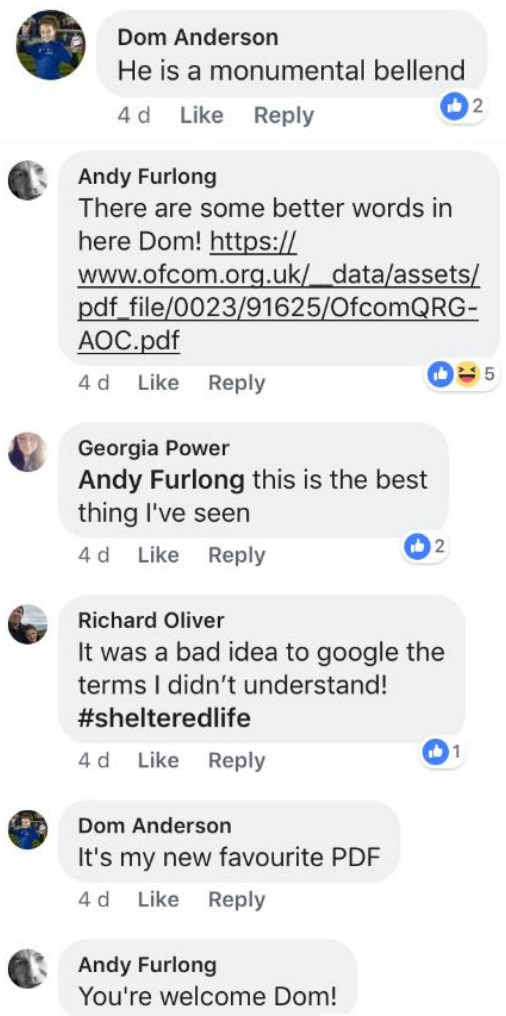 Dom Anderson
He is a monumental bellend
4 d Like Reply
2
Andy Furlong
There are some better words in
here Dom! https://
www.ofcom.org.uk/__data/assets/
pdf_file/0023/91625/OfcomQRG-
AOC.pdf
4 d Like Reply
5
Georgia Power
Andy Furlong this is the best
thing I've seen
4 d Like Reply
2
Richard Oliver
It was a bad idea to google the
terms I didn’t understand!
#shelteredlife
4 d Like Reply
1
Dom Anderson
It's my new favourite PDF
4 d Like Reply
Andy Furlong
You're welcome Dom!